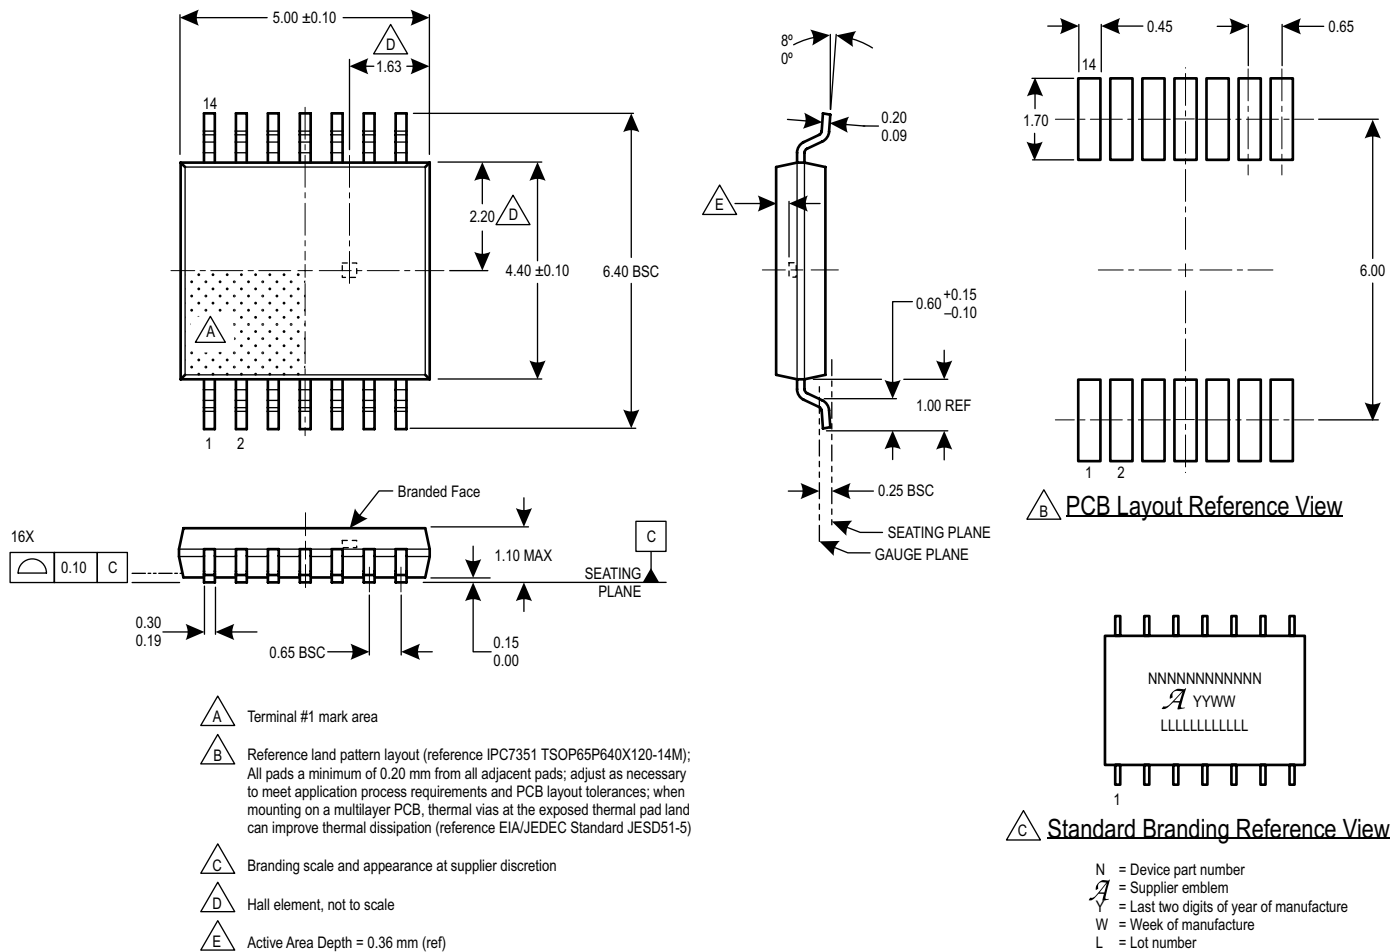 5.00 ±0.10
D
1.63
14
2.20 D
4.40 ±0.10
6.40 BSC
A
1 2
8º
0º
0.20
0.09
E
0.60 +0.15
–0.10
1.00 REF
0.25 BSC
SEATING PLANE
GAUGE PLANE
0.45
0.65
14
1.70
6.00
1 2
B PCB Layout Reference View
Branded Face
16X
0.10 C
1.10 MAX
C
SEATING
PLANE
0.30
0.19
0.65 BSC
0.15
0.00
NNNNNNNNNNNNN
A YYWW
LLLLLLLLLLLL
1
C Standard Branding Reference View
N = Device part number
A = Supplier emblem
Y = Last two digits of year of manufacture
W = Week of manufacture
L = Lot number
A Terminal #1 mark area
B Reference land pattern layout (reference IPC7351 TSOP65P640X120-14M);
All pads a minimum of 0.20 mm from all adjacent pads; adjust as necessary
to meet application process requirements and PCB layout tolerances; when
mounting on a multilayer PCB, thermal vias at the exposed thermal pad land
can improve thermal dissipation (reference EIA/JEDEC Standard JESD51-5)
C Branding scale and appearance at supplier discretion
D Hall element, not to scale
E Active Area Depth = 0.36 mm (ref)